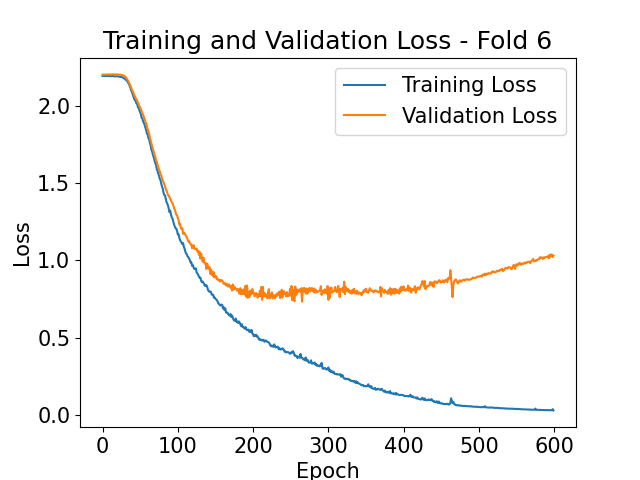 Training and Validation Loss - Fold 6
Training Loss
Validation Loss
2.0
1.5
1.0
0.5
0.0
Loss
0 100 200 300 400 500 600
Epoch